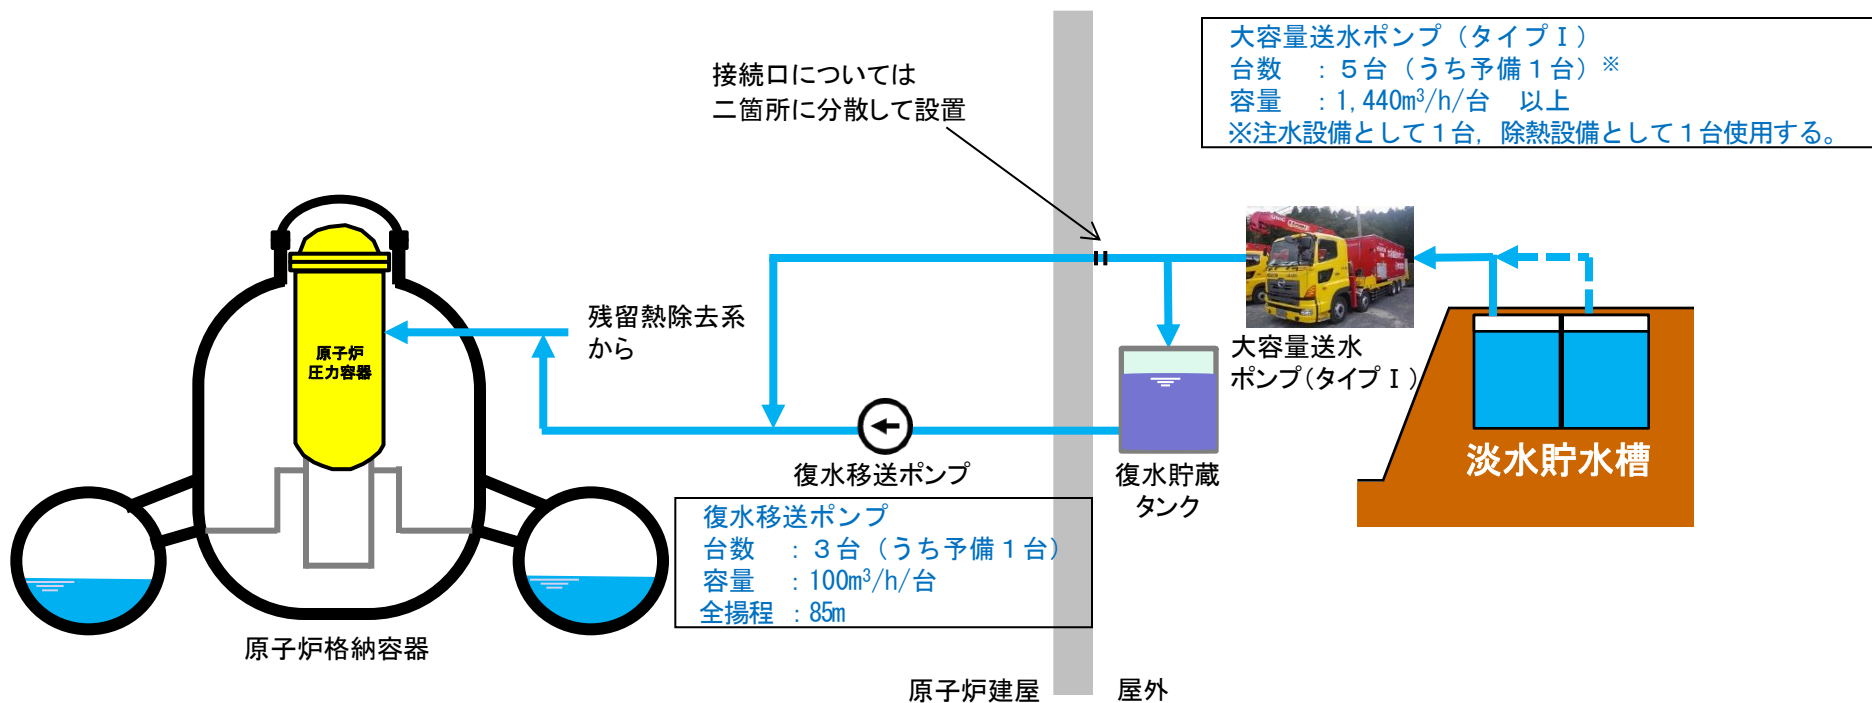 大容量送水ポンプ（タイプⅠ）
台数　：５台（うち予備１台）※
容量　：1,440m³/h/台　以上
※注水設備として１台，除熱設備として１台使用する。
接続口については
二箇所に分散して設置
残留熱除去系
から
原子炉
圧力容器
大容量送水
ポンプ（タイプⅠ）
淡水貯水槽
復水移送ポンプ
復水貯蔵
タンク
復水移送ポンプ
台数　：３台（うち予備１台）
容量　：100m³/h/台
全揚程：85m
原子炉格納容器
原子炉建屋
屋外